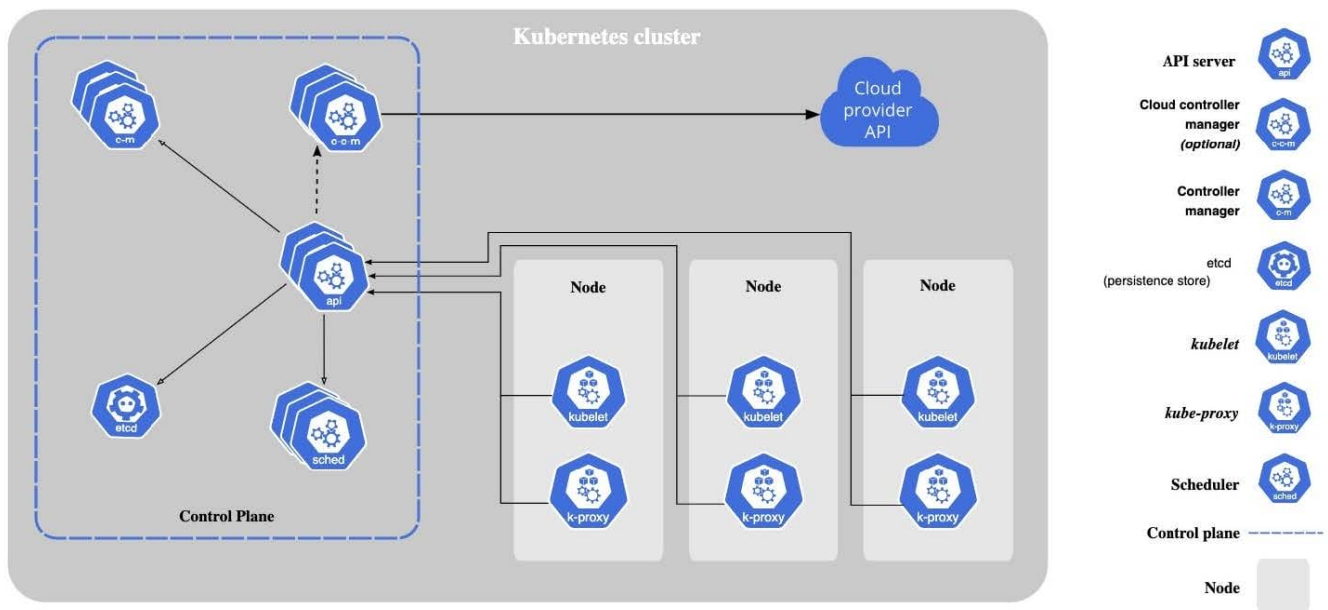 Kubernetes cluster
c-m
c-c-m
Cloud
provider
API
api
etcd
sched
Control Plane
Node
kubelet
k-proxy
Node
kubelet
k-proxy
Node
kubelet
k-proxy
API server
api
Cloud controller
manager
(optional)
c-c-m
Controller
manager
c-m
etcd
(persistence store)
etcd
kubelet
kubelet
kube-proxy
k-proxy
Scheduler
sched
Control plane
Node